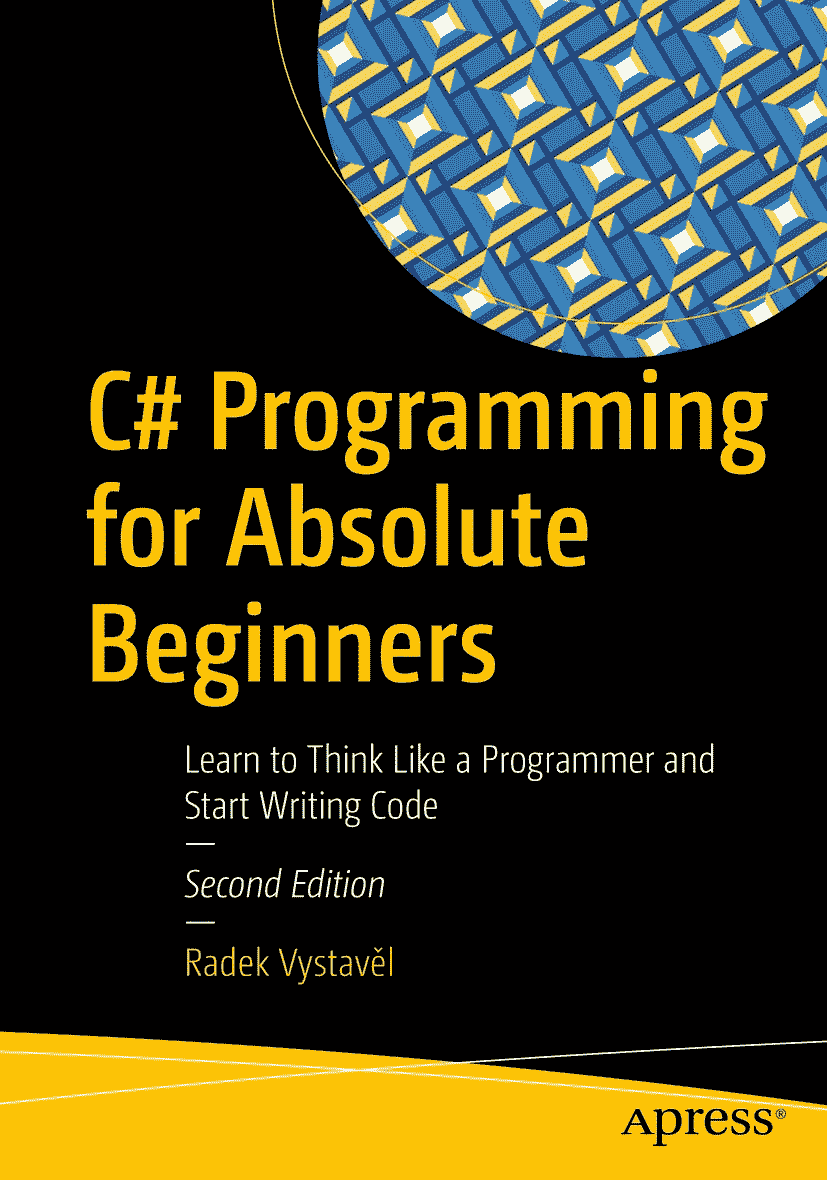 C# Programming
for Absolute
Beginners
Learn to Think Like a Programmer and
Start Writing Code
—
Second Edition
—
Radek Vystavěl
Apress®